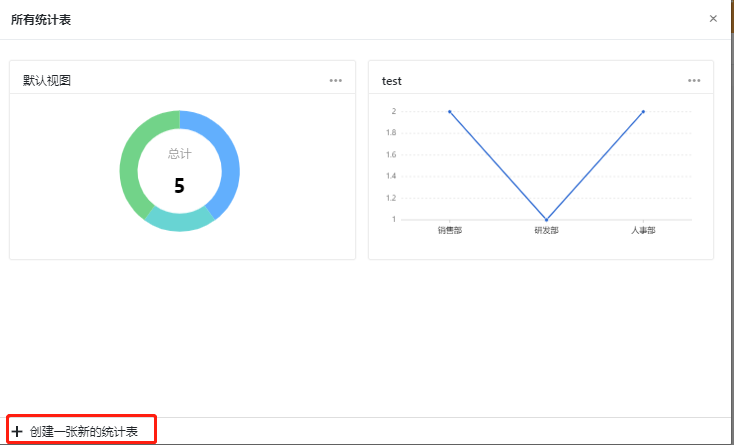 所有统计表
默认视图
总计
5
test
2
1.8
1.6
1.4
1.2
1
销售部 研发部 人事部
创建一张新的统计表